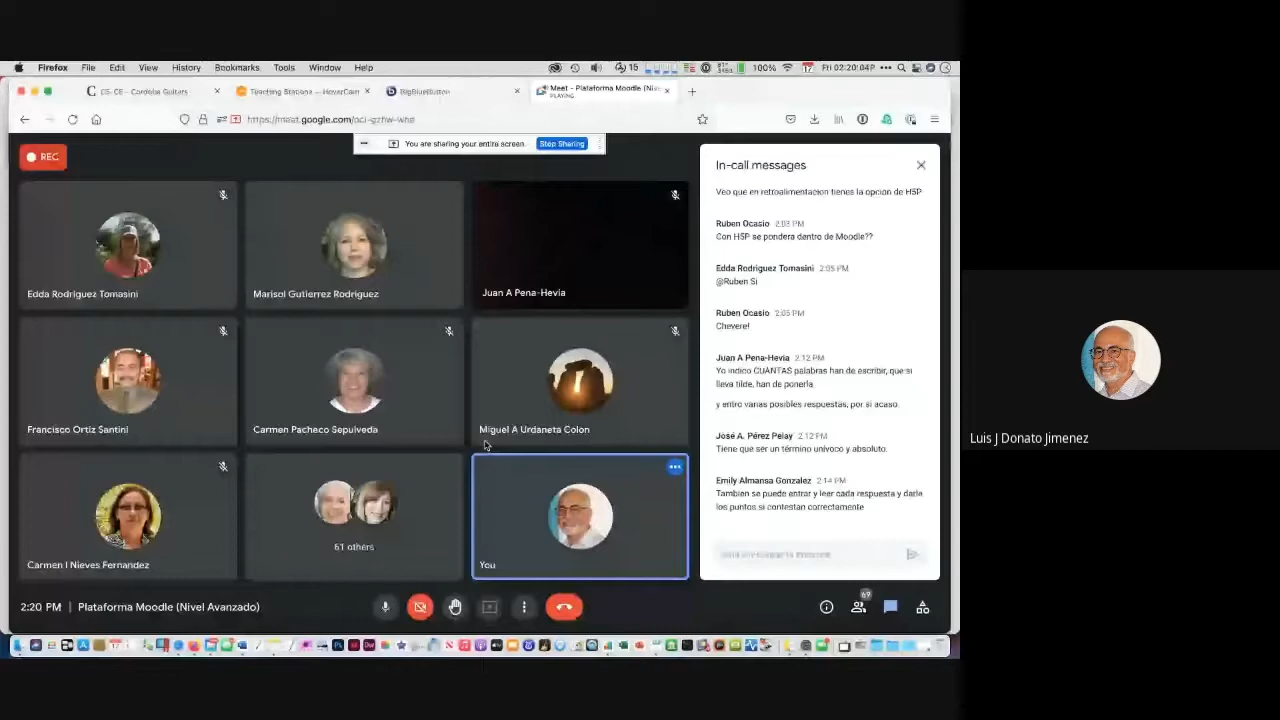 Firefox File Edit View History Bookmarks Tools Window Help
15 100% Fri 02:20:04PM
CE- CE - Cordoba Guitars
Teaching Stations — HoverCam
BigBlueButton
Meet - Plataforma Moodle (Niv
PLAYING
https://meet.google.com/
You are sharing your entire screen.
Stop Sharing
REC
In-call messages
Veo que en retroalimentacion tienes la opcion de H5P
Ruben Ocasio 2:03 PM
Con H5P se pondera dentro de Moodle??
Edda Rodriguez Tomasini 2:05 PM
@Ruben Si
Ruben Ocasio 2:05 PM
Chevere!
Juan A Pena-Hevia 2:12 PM
Yo indico CUÁNTAS palabras han de escribir, que si
lleva tilde, han de ponerla
y entro varias posibles respuestas, por si acaso.
José A. Pérez Pelay 2:12 PM
Tiene que ser un término unívoco y absoluto.
Emily Almansa Gonzalez 2:14 PM
Tambien se puede entrar y leer cada respuesta y darle
los puntos si contestan correctamente
Edda Rodriguez Tomasini
Marisol Gutierrez Rodriguez
Juan A Pena-Hevia
Francisco Ortiz Santini
Carmen Pacheco Sepulveda
Miguel A Urdaneta Colon
Carmen I Nieves Fernandez
61 others
You
2:20 PM | Plataforma Moodle (Nivel Avanzado)
69
Luis J Donato Jimenez